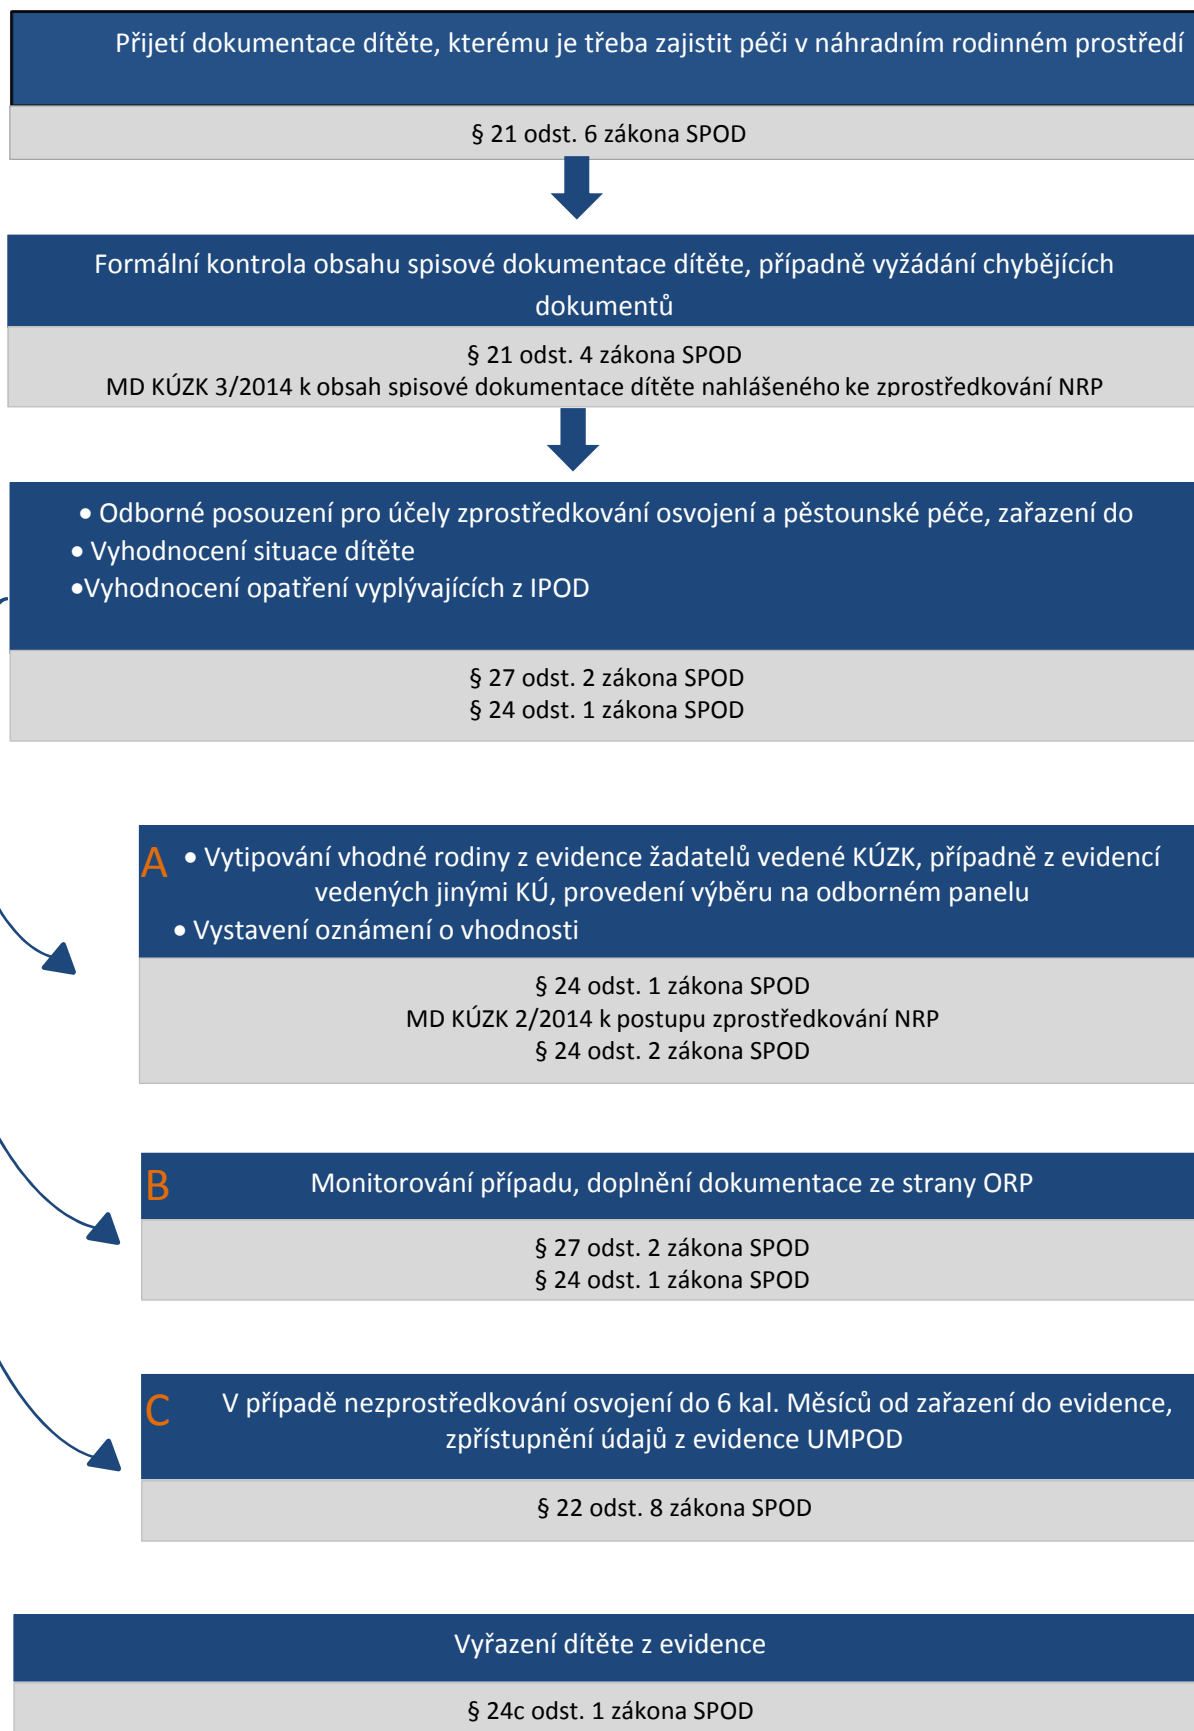 Přijetí dokumentace dítěte, kterému je třeba zajistit péči v náhradním rodinném prostředí
§ 21 odst. 6 zákona SPOD
Formální kontrola obsahu spisové dokumentace dítěte, případně vyžádání chybějících
dokumentů
§ 21 odst. 4 zákona SPOD
MD KÚZK 3/2014 k obsah spisové dokumentace dítěte nahlášeného ke zprostředkování NRP
• Odborné posouzení pro účely zprostředkování osvojení a pěstounské péče, zařazení do
• Vyhodnocení situace dítěte
•Vyhodnocení opatření vyplývajících z IPOD
§ 27 odst. 2 zákona SPOD
§ 24 odst. 1 zákona SPOD
A • Vytipování vhodné rodiny z evidence žadatelů vedené KÚZK, případně z evidencí
vedených jinými KÚ, provedení výběru na odborném panelu
• Vystavení oznámení o vhodnosti
§ 24 odst. 1 zákona SPOD
MD KÚZK 2/2014 k postupu zprostředkování NRP
§ 24 odst. 2 zákona SPOD
B Monitorování případu, doplnění dokumentace ze strany ORP
§ 27 odst. 2 zákona SPOD
§ 24 odst. 1 zákona SPOD
C V případě nezprostředkování osvojení do 6 kal. Měsíců od zařazení do evidence,
zpřístupnění údajů z evidence UMPOD
§ 22 odst. 8 zákona SPOD
Vyřazení dítěte z evidence
§ 24c odst. 1 zákona SPOD